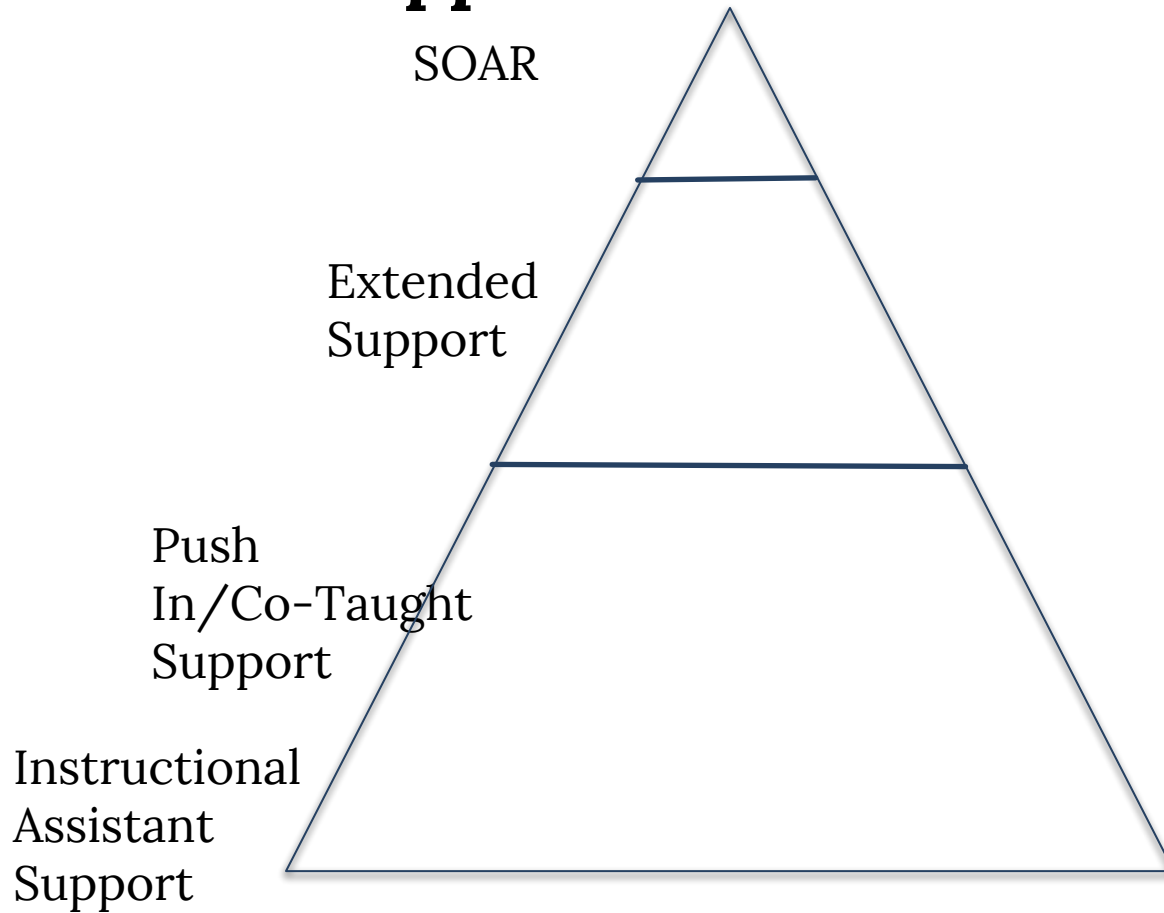 SOAR
Extended
Support
Push
In/Co-Taught
Support
Instructional
Assistant
Support